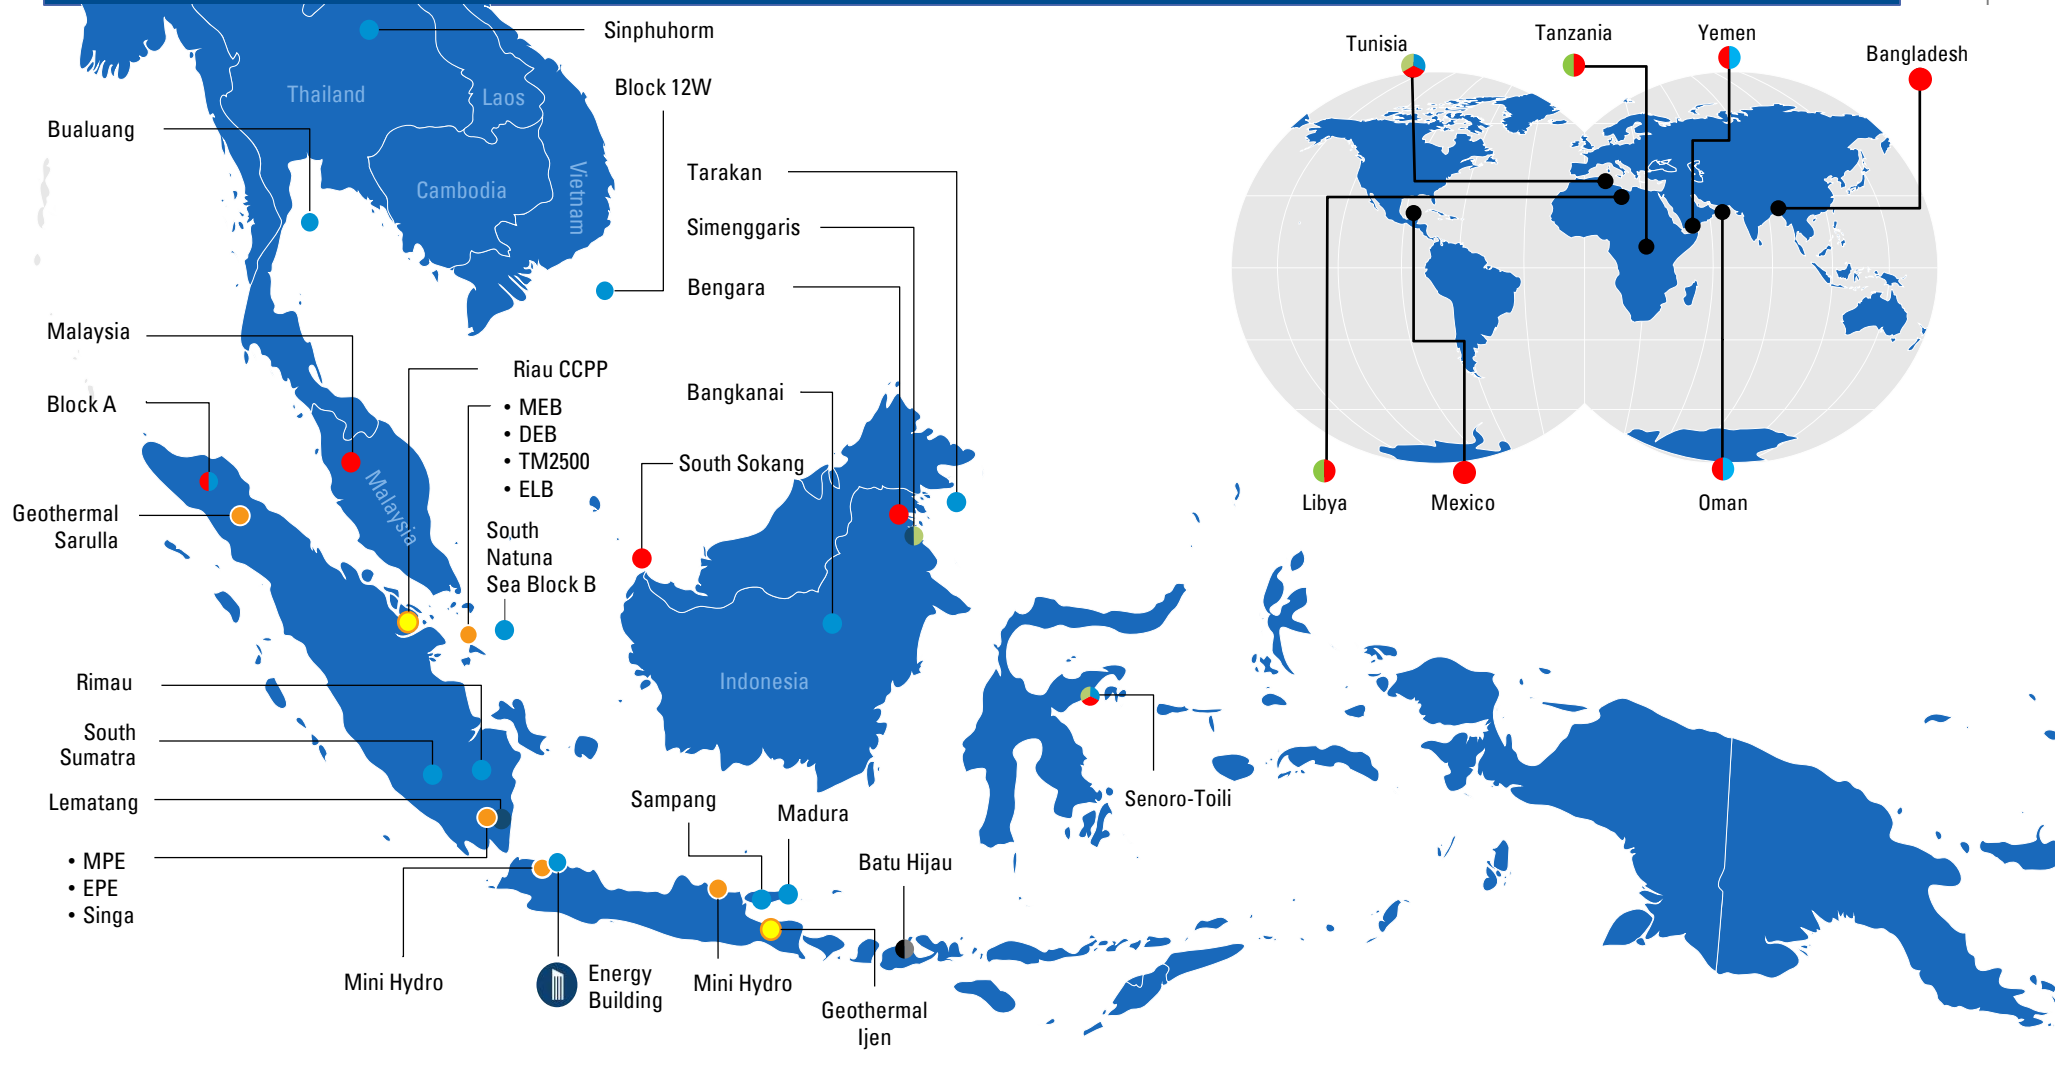 Sinphuhorm
Block 12W
Thailand
Laos
Bualuang
Cambodia
Vietnam
Tarakan
Simenggaris
Bengara
Malaysia
Riau CCPP
• MEB
• DEB
• TM2500
• ELB
Bangkanai
Block A
South Sokang
Malaysia
Geothermal
Sarulla
South
Natuna
Sea Block B
Rimau
Indonesia
South
Sumatra
Lematang
Sampang
Madura
Senoro-Toili
• MPE
• EPE
• Singa
Batu Hijau
Mini Hydro
Energy
Building
Mini Hydro
Geothermal
Ijen
Tunisia
Tanzania
Yemen
Bangladesh
Libya
Mexico
Oman